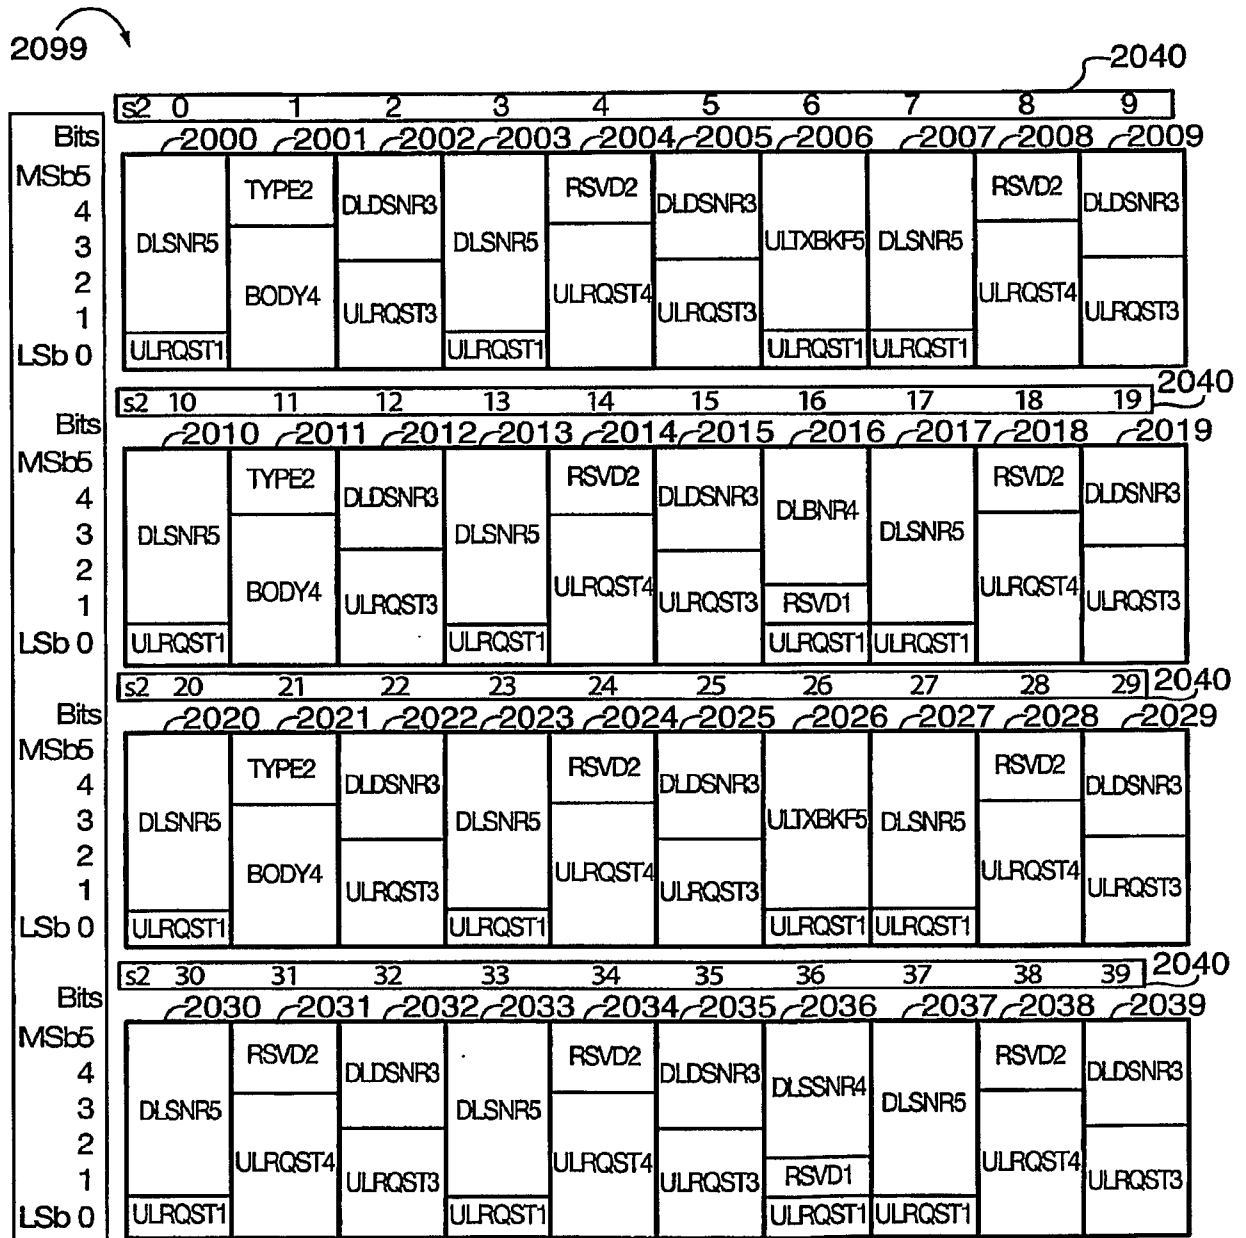 2099
2040
s2 0 1 2 3 4 5 6 7 8 9
Bits 2000 2001 2002 2003 2004 2005 2006 2007 2008 2009
MSb5 TYPE2 RSVD2 RSVD2
4 DLDSNR3 DLDSNR3 DLDSNR3
3 DLSNR5 DLSNR5 ULTXBKF5 DLSNR5
2 BODY4 ULRQST4 ULRQST4
1 ULRQST3 ULRQST3 ULRQST3
LSb 0 ULRQST1 ULRQST1 ULRQST1 ULRQST1
s2 10 11 12 13 14 15 16 17 18 19 2040
Bits 2010 2011 2012 2013 2014 2015 2016 2017 2018 2019
MSb5 TYPE2 RSVD2 RSVD2
4 DLDSNR3 DLDSNR3 DLBNR4 DLDSNR3
3 DLSNR5 DLSNR5 DLSNR5
2 BODY4 ULRQST4 ULRQST4
1 ULRQST3 ULRQST3 RSVD1 ULRQST3
LSb 0 ULRQST1 ULRQST1 ULRQST1 ULRQST1
s2 20 21 22 23 24 25 26 27 28 29 2040
Bits 2020 2021 2022 2023 2024 2025 2026 2027 2028 2029
MSb5 TYPE2 RSVD2 RSVD2
4 DLDSNR3 DLDSNR3 DLDSNR3
3 DLSNR5 DLSNR5 ULTXBKF5 DLSNR5
2 BODY4 ULRQST4 ULRQST4
1 ULRQST3 ULRQST3 ULRQST3
LSb 0 ULRQST1 ULRQST1 ULRQST1 ULRQST1
s2 30 31 32 33 34 35 36 37 38 39 2040
Bits 2030 2031 2032 2033 2034 2035 2036 2037 2038 2039
MSb5 RSVD2 RSVD2 RSVD2
4 DLDSNR3 DLDSNR3 DLSSNR4 DLDSNR3
3 DLSNR5 DLSNR5 DLSNR5
2 ULRQST4 ULRQST4 ULRQST4
1 ULRQST3 ULRQST3 RSVD1 ULRQST3
LSb 0 ULRQST1 ULRQST1 ULRQST1 ULRQST1